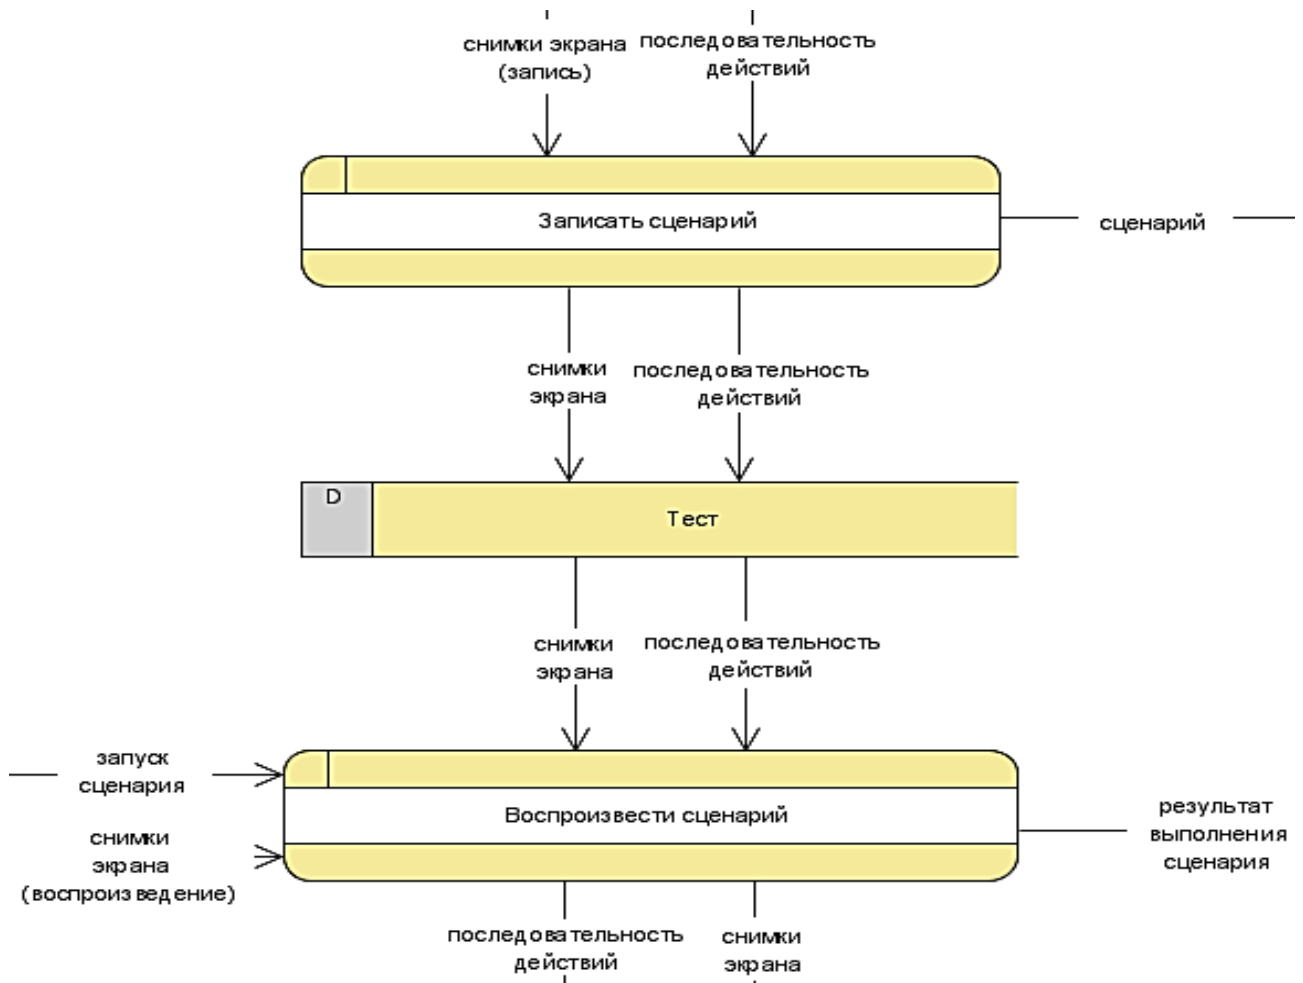 снимки экрана
(запись)
последовательность
действий
Записать сценарий
сценарий
снимки
экрана
последовательность
действий
D
Тест
снимки
экрана
последовательность
действий
запуск
сценария
Воспроизвести сценарий
снимки
экрана
(воспроизведение)
результат
выполнения
сценария
последовательность
действий
снимки
экрана